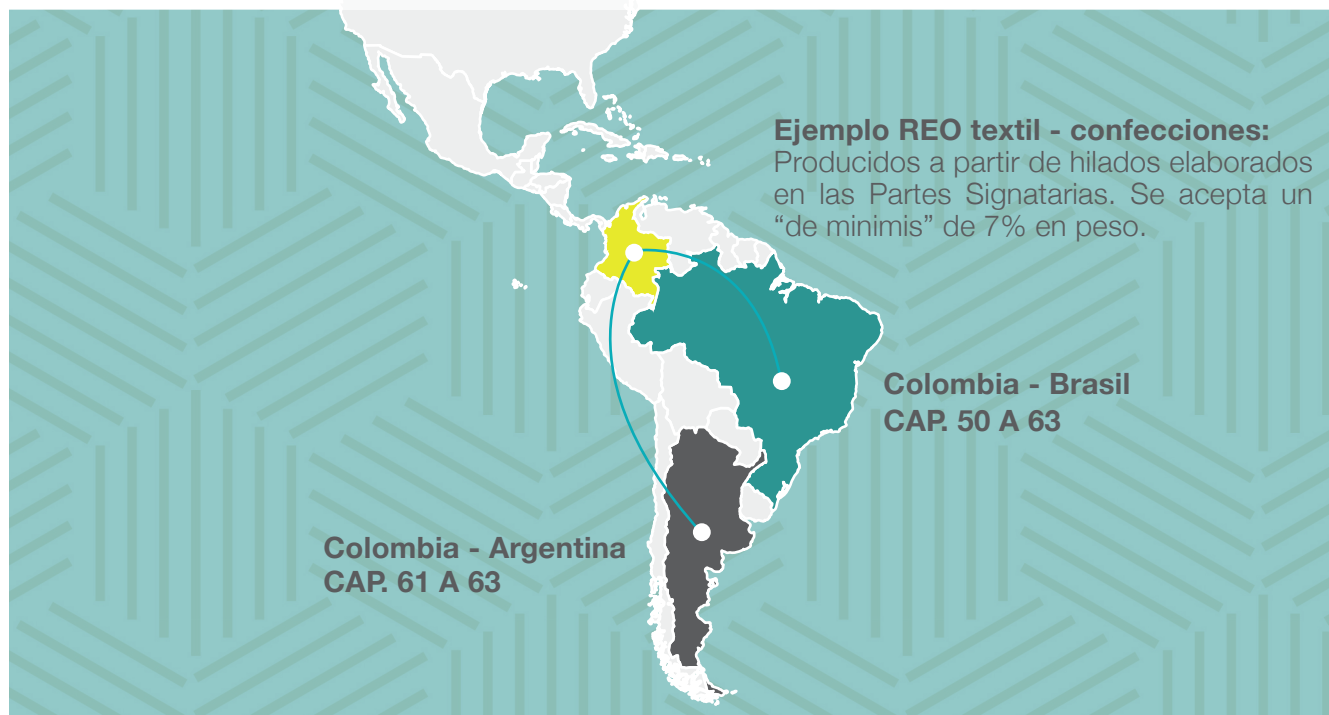 Ejemplo REO textil - confecciones:
Producidos a partir de hilados elaborados
en las Partes Signatarias. Se acepta un
“de minimis” de 7% en peso.
Colombia - Brasil
CAP. 50 A 63
Colombia - Argentina
CAP. 61 A 63